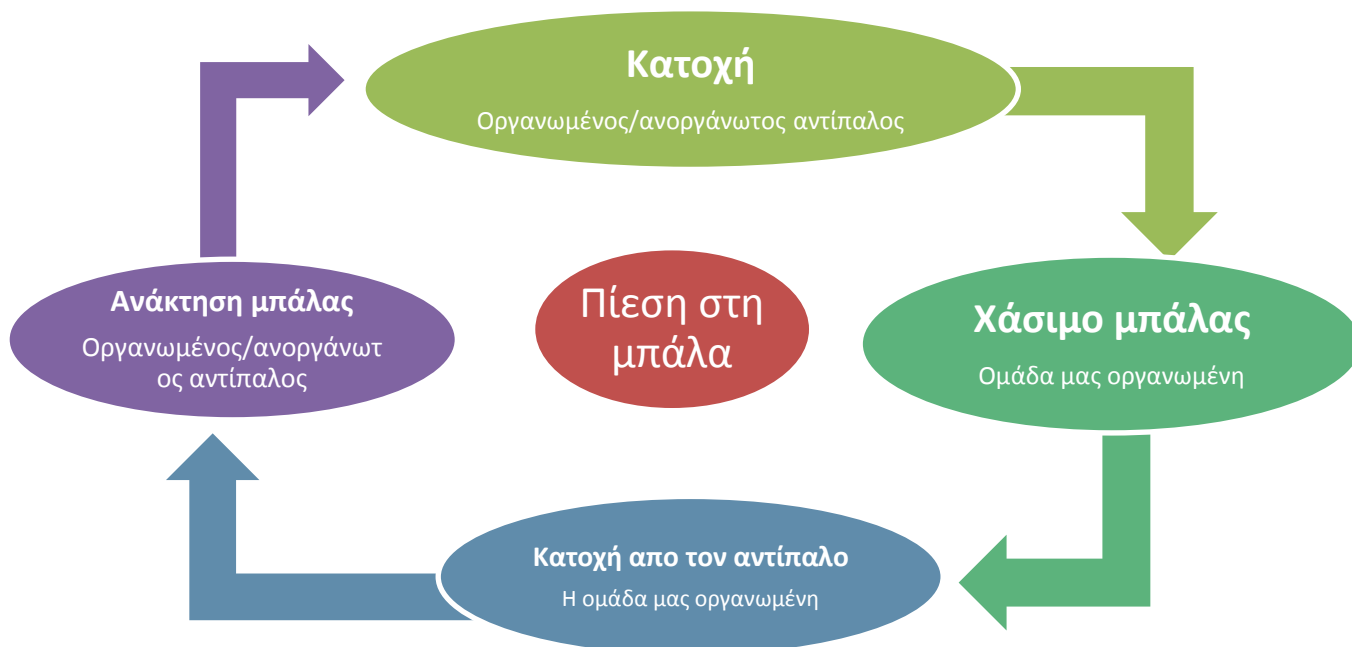 Κατοχή
Οργανωμένος/ανοργάνωτος αντίπαλος
Ανάκτηση μπάλας
Οργανωμένος/ανοργάνωτ
ος αντίπαλος
Πίεση στη
μπάλα
Χάσιμο μπάλας
Ομάδα μας οργανωμένη
Κατοχή απο τον αντίπαλο
Η ομάδα μας οργανωμένη